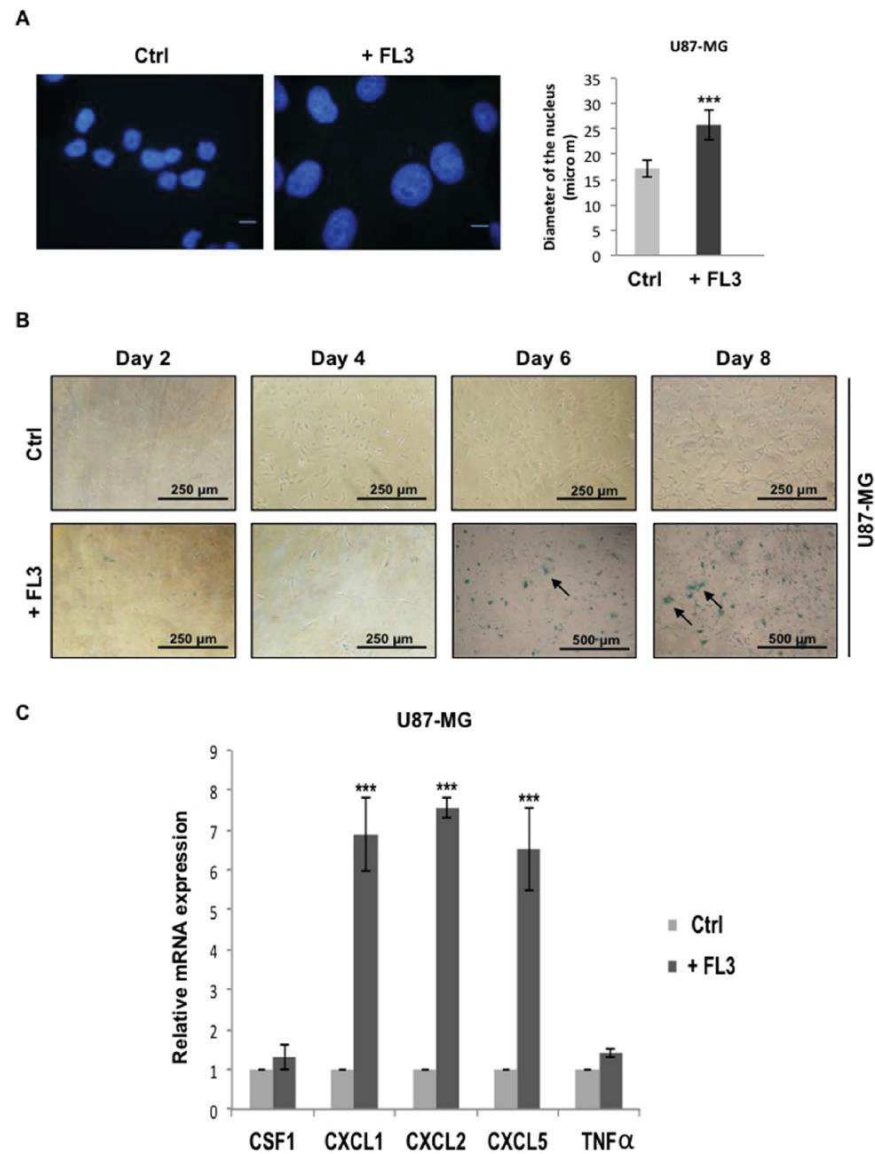 A
Ctrl
+ FL3
U87-MG
Diameter of the nucleus
(micro m)
35
30
25
20
15
10
5
0
***
Ctrl
+ FL3
B
Day 2
Day 4
Day 6
Day 8
Ctrl
250 µm
250 µm
250 µm
250 µm
+ FL3
250 µm
250 µm
500 µm
500 µm
U87-MG
C
U87-MG
Relative mRNA expression
9
8
7
6
5
4
3
2
1
0
***
***
***
Ctrl
+ FL3
CSF1
CXCL1
CXCL2
CXCL5
TNFα